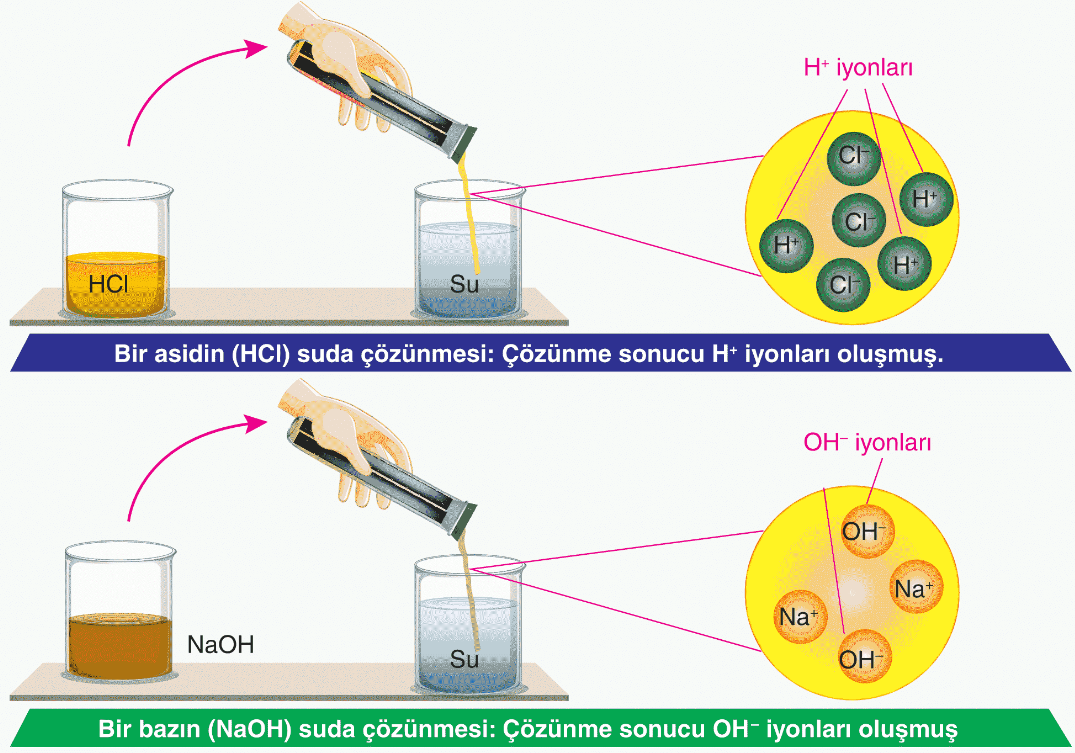 H⁺ iyonları
Cl⁻
H⁺
Cl⁻
H⁺
H⁺
Cl⁻
HCl
Su
Bir asidin (HCl) suda çözünmesi: Çözünme sonucu H⁺ iyonları oluşmuş.
OH⁻ iyonları
OH⁻
Na⁺
Na⁺
OH⁻
NaOH
Su
Bir bazın (NaOH) suda çözünmesi: Çözünme sonucu OH⁻ iyonları oluşmuş